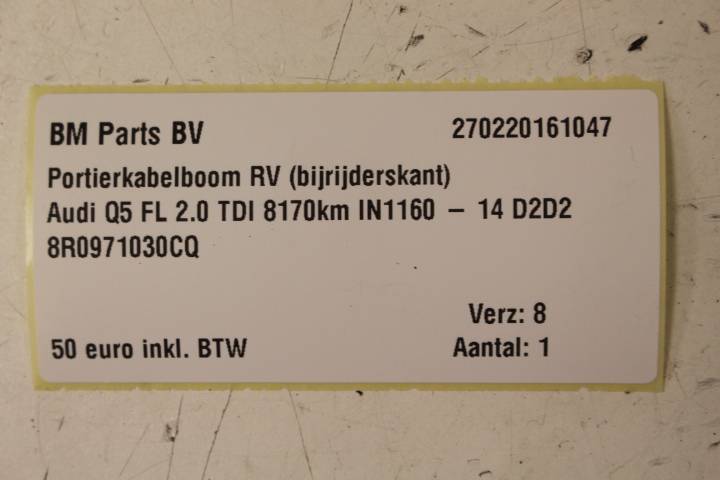 BM Parts BV 270220161047
Portierkabelboom RV (bijrijderskant)
Audi Q5 FL 2.0 TDI 8170km IN1160 – 14 D2D2
8R0971030CQ
Verz: 8
50 euro inkl. BTW Aantal: 1